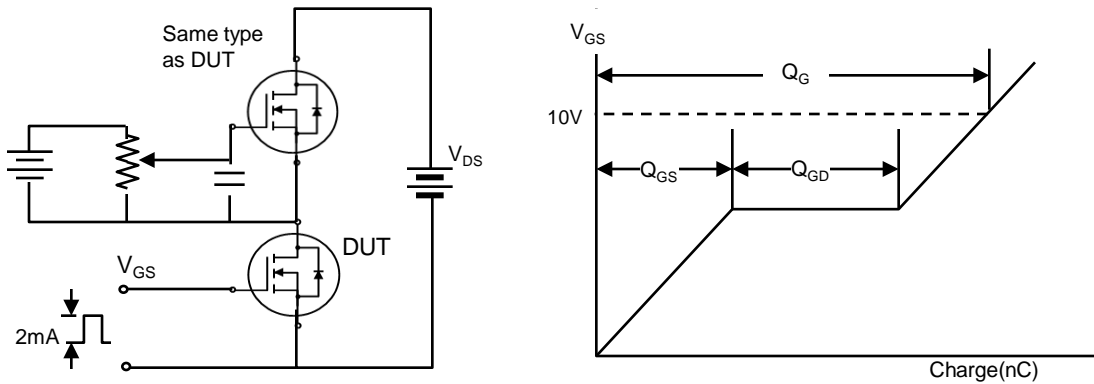 Same type
as DUT
V_DS
DUT
V_GS
2mA
V_GS
Q_G
10V
Q_GS
Q_GD
Charge(nC)